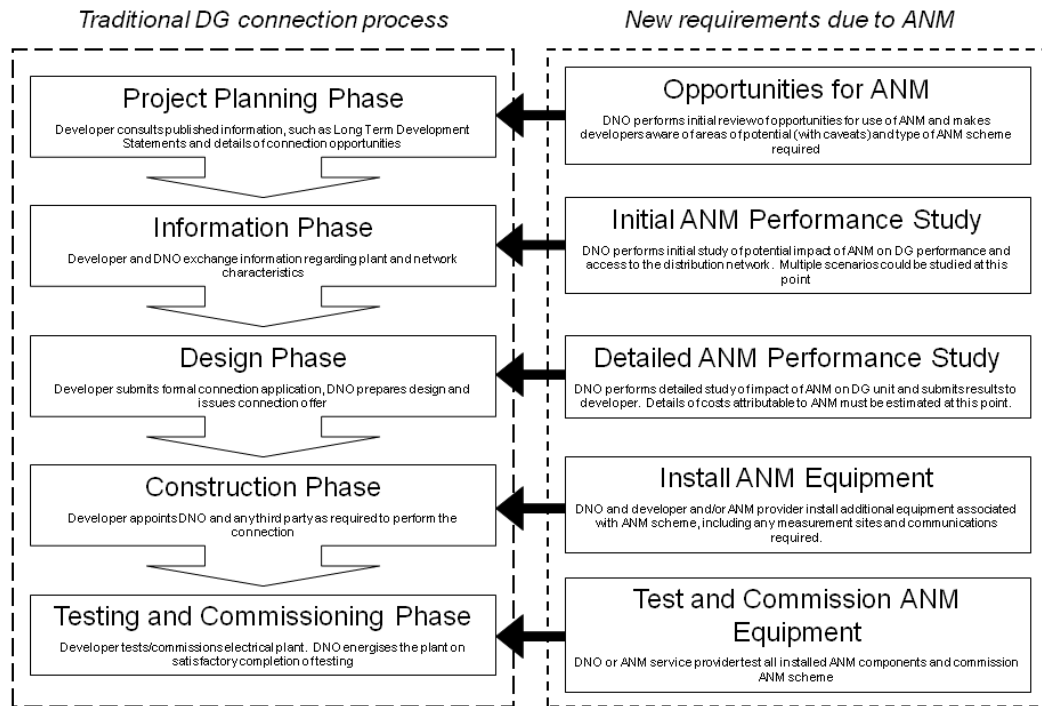 Traditional DG connection process
Project Planning Phase
Developer consults published information, such as Long Term Development
Statements and details of connection opportunities
Information Phase
Developer and DNO exchange information regarding plant and network
characteristics
Design Phase
Developer submits formal connection application, DNO prepares design and
issues connection offer
Construction Phase
Developer appoints DNO and any third party as required to perform the
connection
Testing and Commissioning Phase
Developer tests/commissions electrical plant. DNO energises the plant on
satisfactory completion of testing
New requirements due to ANM
Opportunities for ANM
DNO performs initial review of opportunities for use of ANM and makes
developers aware of areas of potential (with caveats) and type of ANM scheme
required
Initial ANM Performance Study
DNO performs initial study of potential impact of ANM on DG performance and
access to the distribution network. Multiple scenarios could be studied at this
point
Detailed ANM Performance Study
DNO performs detailed study of impact of ANM on DG unit and submits results to
developer. Details of costs attributable to ANM must be estimated at this point.
Install ANM Equipment
DNO and developer and/or ANM provider install additional equipment associated
with ANM scheme, including any measurement sites and communications
required.
Test and Commission ANM
Equipment
DNO or ANM service provider test all installed ANM components and commission
ANM scheme